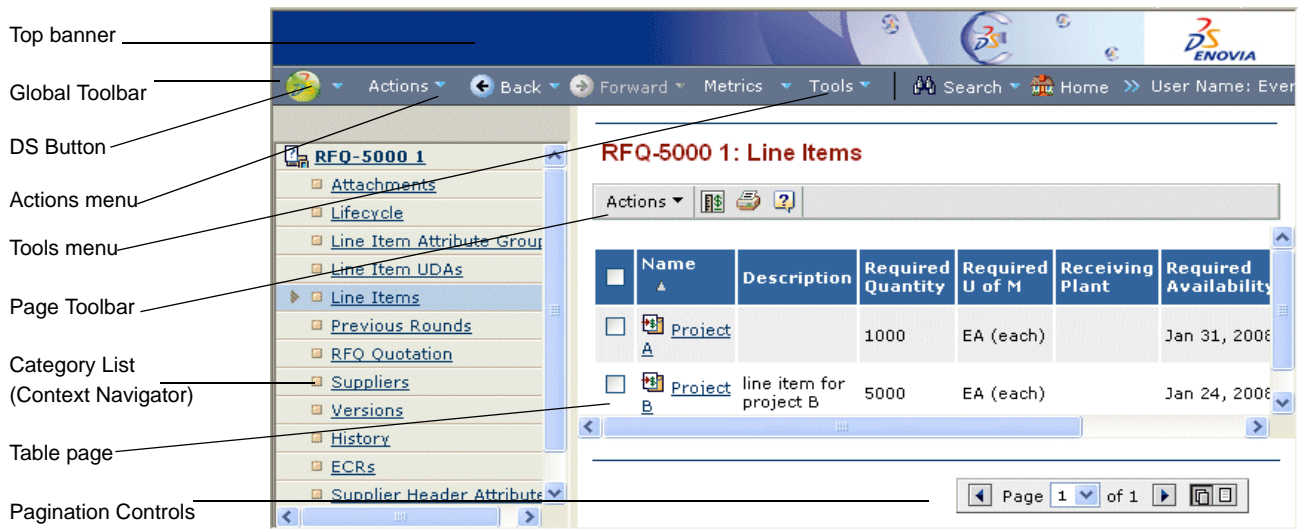 Top banner
Global Toolbar
DS Button
Actions menu
Tools menu
Page Toolbar
Category List
(Context Navigator)
Table page
Pagination Controls
ENOVIA
Actions Back Forward Metrics Tools Search Home >> User Name: Ever
RFQ-5000 1
Attachments
Lifecycle
Line Item Attribute Group
Line Item UDAs
Line Items
Previous Rounds
RFQ Quotation
Suppliers
Versions
History
ECRs
Supplier Header Attribute
RFQ-5000 1: Line Items
Actions
Name Description Required Quantity Required U of M Receiving Plant Required Availability
Project A 1000 EA (each) Jan 31, 2008
Project B line item for project B 5000 EA (each) Jan 24, 2008
Page 1 of 1